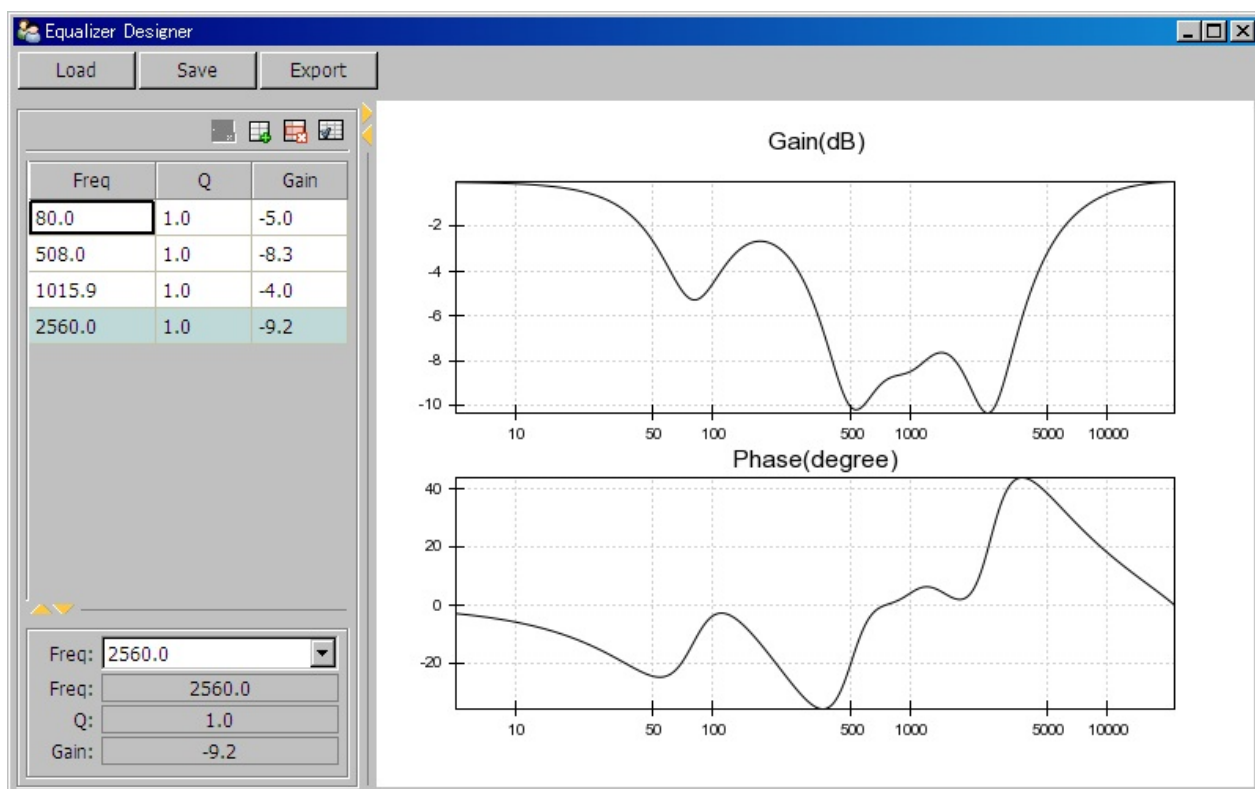 Equalizer Designer
Load Save Export
Freq Q Gain
80.0 1.0 -5.0
508.0 1.0 -8.3
1015.9 1.0 -4.0
2560.0 1.0 -9.2
Freq: 2560.0
Freq: 2560.0
Q: 1.0
Gain: -9.2
Gain(dB)
-2
-4
-6
-8
-10
10 50 100 500 1000 5000 10000
Phase(degree)
40
20
0
-20
10 50 100 500 1000 5000 10000